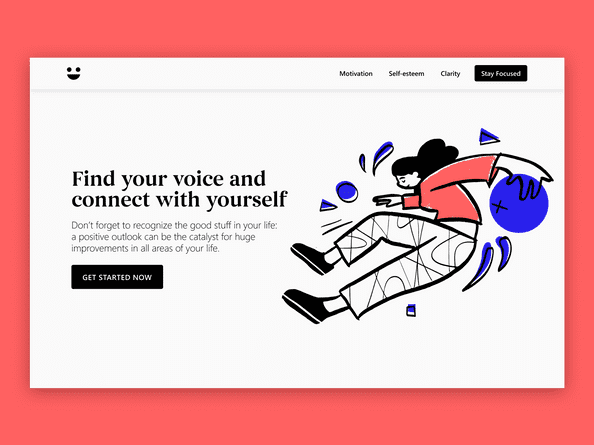 Motivation
Self-esteem
Clarity
Stay Focused
Find your voice and
connect with yourself
Don't forget to recognize the good stuff in your life:
a positive outlook can be the catalyst for huge
improvements in all areas of your life.
GET STARTED NOW